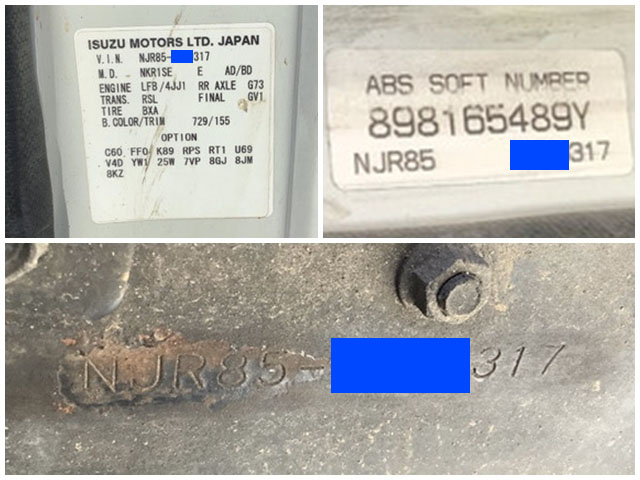 ISUZU MOTORS LTD. JAPAN
V.I.N. NJR85- 317
M.D. NKR1SE E AD/BD
ENGINE LFB/4JJ1 RR AXLE G73
TRANS. RSL FINAL GV1
TIRE BXA
B.COLOR/TRIM 729/155
OPTION
C60 FF0 K89 RPS RT1 U69
V4D YW1 25W 7VP 8GJ 8JM
8KZ
ABS SOFT NUMBER
898165489Y
NJR85 317
NJR85- 317